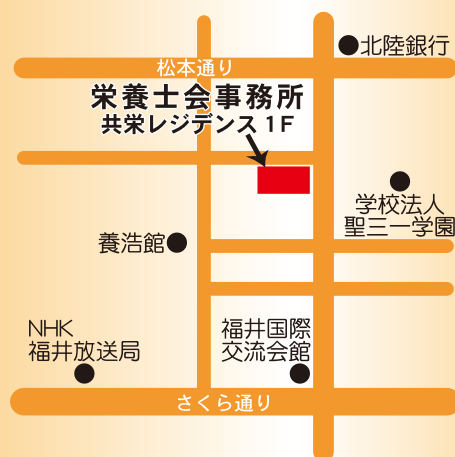 北陸銀行
松本通り
栄養士会事務所
共栄レジデンス 1F
学校法人
聖三一学園
養浩館
NHK
福井放送局
福井国際
交流会館
さくら通り